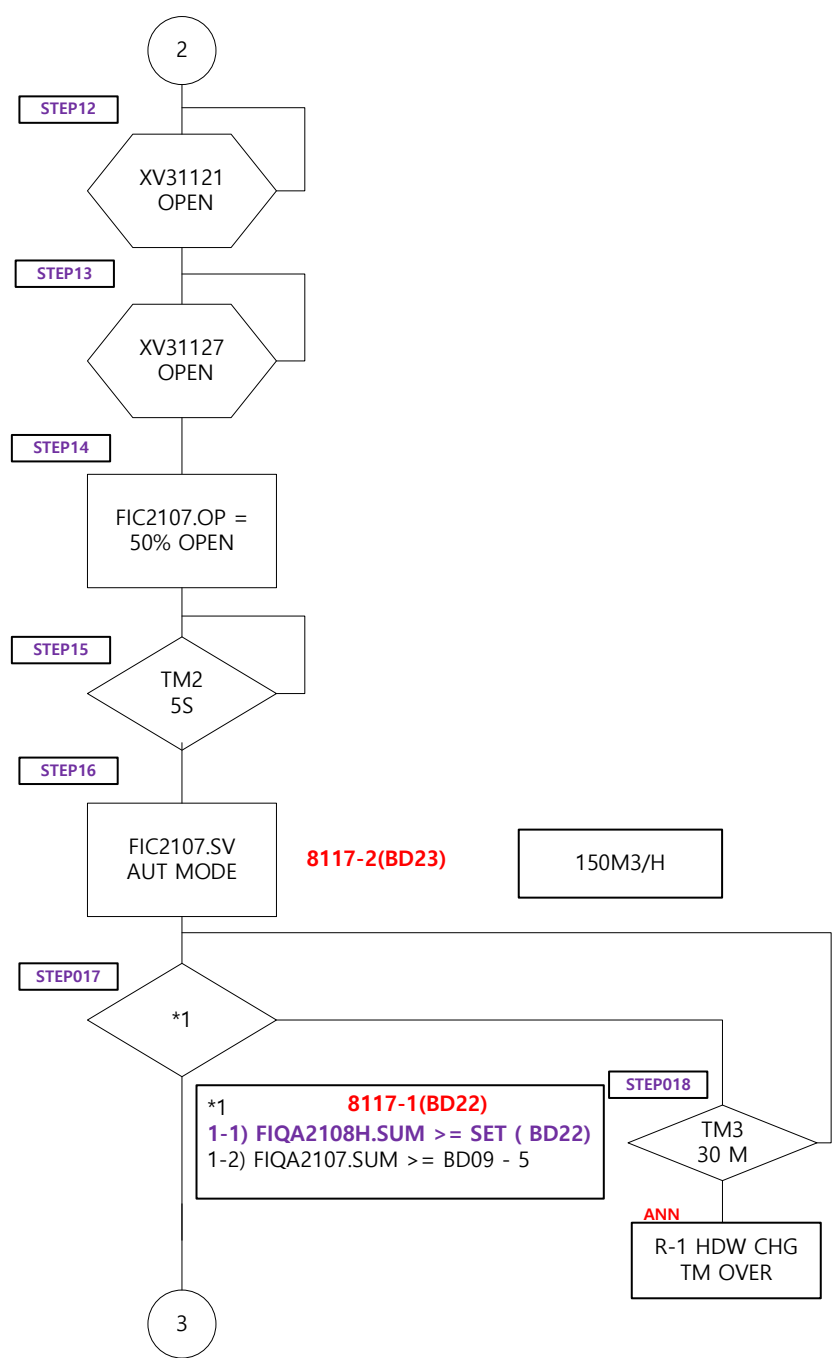 2
STEP12
XV31121
OPEN
STEP13
XV31127
OPEN
STEP14
FIC2107.OP =
50% OPEN
STEP15
TM2
5S
STEP16
FIC2107.SV
AUT MODE
8117-2(BD23)
150M3/H
STEP017
*1
STEP018
*1 8117-1(BD22)
1-1) FIQA2108H.SUM >= SET ( BD22)
1-2) FIQA2107.SUM >= BD09 - 5
TM3
30 M
ANN
R-1 HDW CHG
TM OVER
3